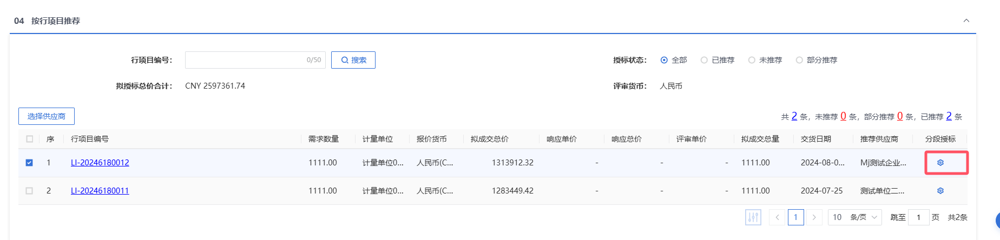 04 按行项目推荐
行项目编号： 0/50 搜索 授标状态： 全部 已推荐 未推荐 部分推荐
拟授标总价合计： CNY 2597361.74 评审货币： 人民币
选择供应商 共 2 条，未推荐 0 条，部分推荐 0 条，已推荐 2 条
序 行项目编号 需求数量 计量单位 报价货币 拟成交总价 响应单价 响应总价 评审单价 拟成交总量 交货日期 推荐供应商 分段授标
1 LI-20246180012 1111.00 计量单位0... 人民币(C... 1313912.32 - - - 1111.00 2024-08-0... Mj测试企业...
2 LI-20246180011 1111.00 计量单位0... 人民币(C... 1283449.42 - - - 1111.00 2024-07-25 测试单位二...
1 10 条/页 跳至 1 页 共2条